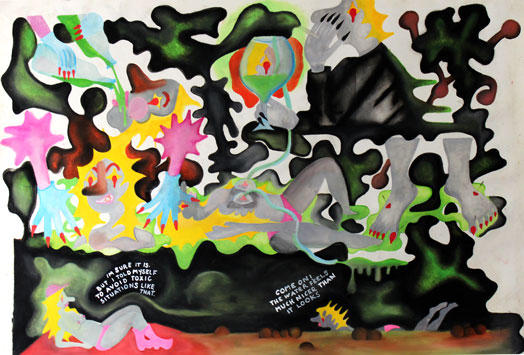 IM SURE IT IS.
BUT I TOLD MYSELF
TO AVOID TOXIC
SITUATIONS LIKE
THAT.
COME ON!
THE WATER FEELS
MUCH NICER THAN
IT LOOKS